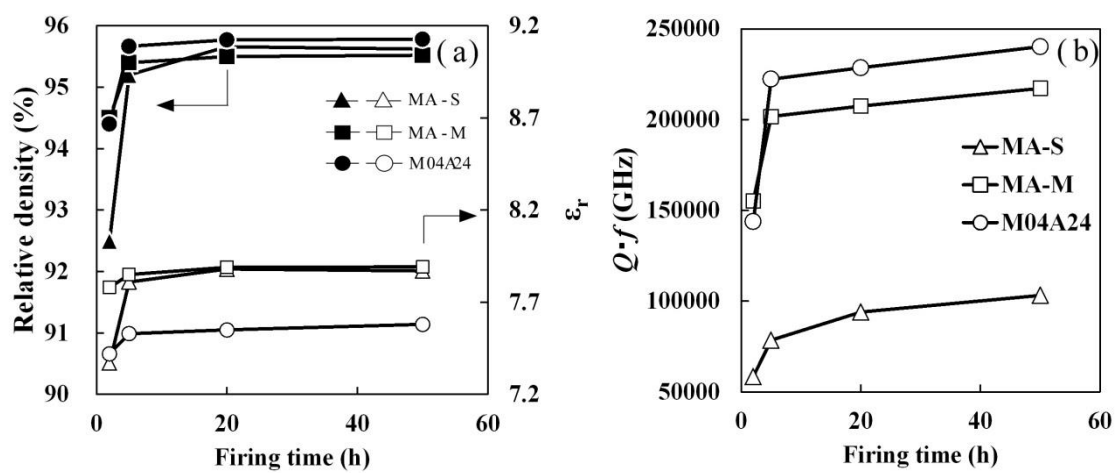 (a)
96
95
94
93
92
91
90
Relative density (%)
9.2
8.7
8.2
7.7
7.2
εr
MA-S
MA-M
M04A24
0 20 40 60
Firing time (h)
(b)
250000
200000
150000
100000
50000
Q·f (GHz)
MA-S
MA-M
M04A24
0 20 40 60
Firing time (h)